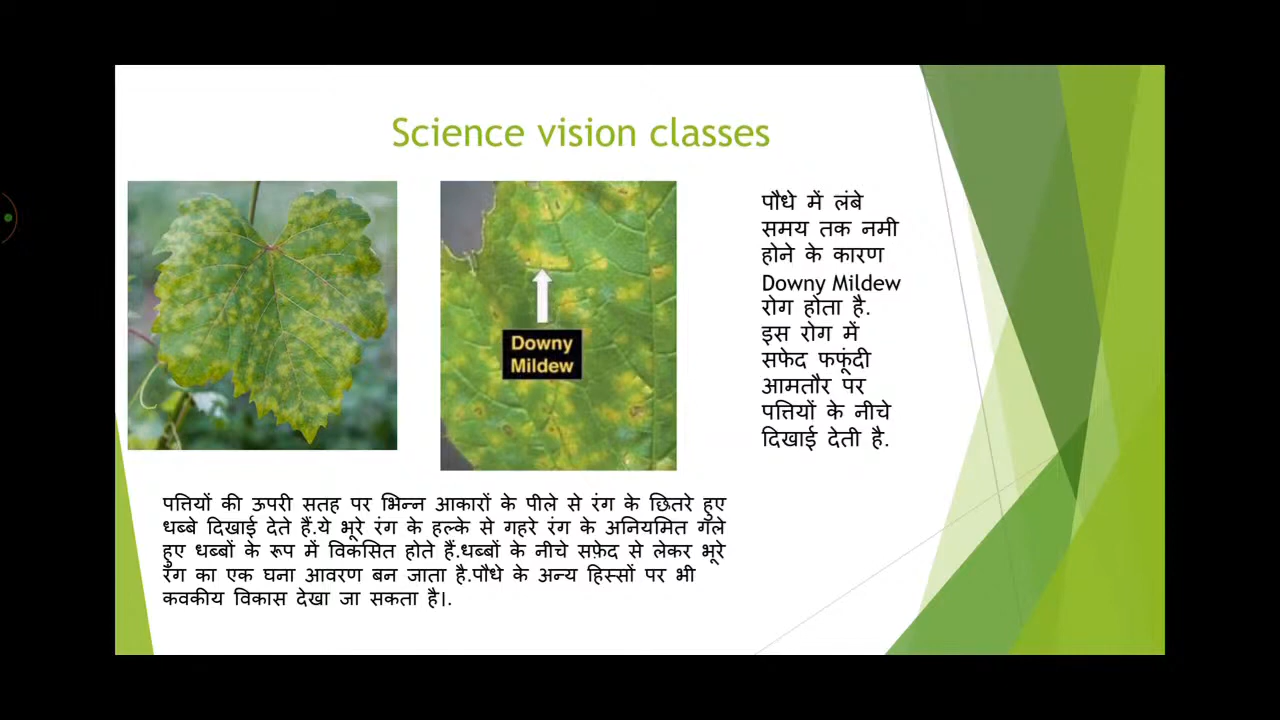 Science vision classes
Downy
Mildew
पौधे में लंबे
समय तक नमी
होने के कारण
Downy Mildew
रोग होता है.
इस रोग में
सफेद फफूंदी
आमतौर पर
पत्तियों के नीचे
दिखाई देती है.
पत्तियों की ऊपरी सतह पर भिन्न आकारों के पीले से रंग के छितरे हुए
धब्बे दिखाई देते हैं.ये भूरे रंग के हल्के से गहरे रंग के अनियमित गले
हुए धब्बों के रूप में विकसित होते हैं.धब्बों के नीचे सफ़ेद से लेकर भूरे
रंग का एक घना आवरण बन जाता है.पौधे के अन्य हिस्सों पर भी
कवकीय विकास देखा जा सकता है|.